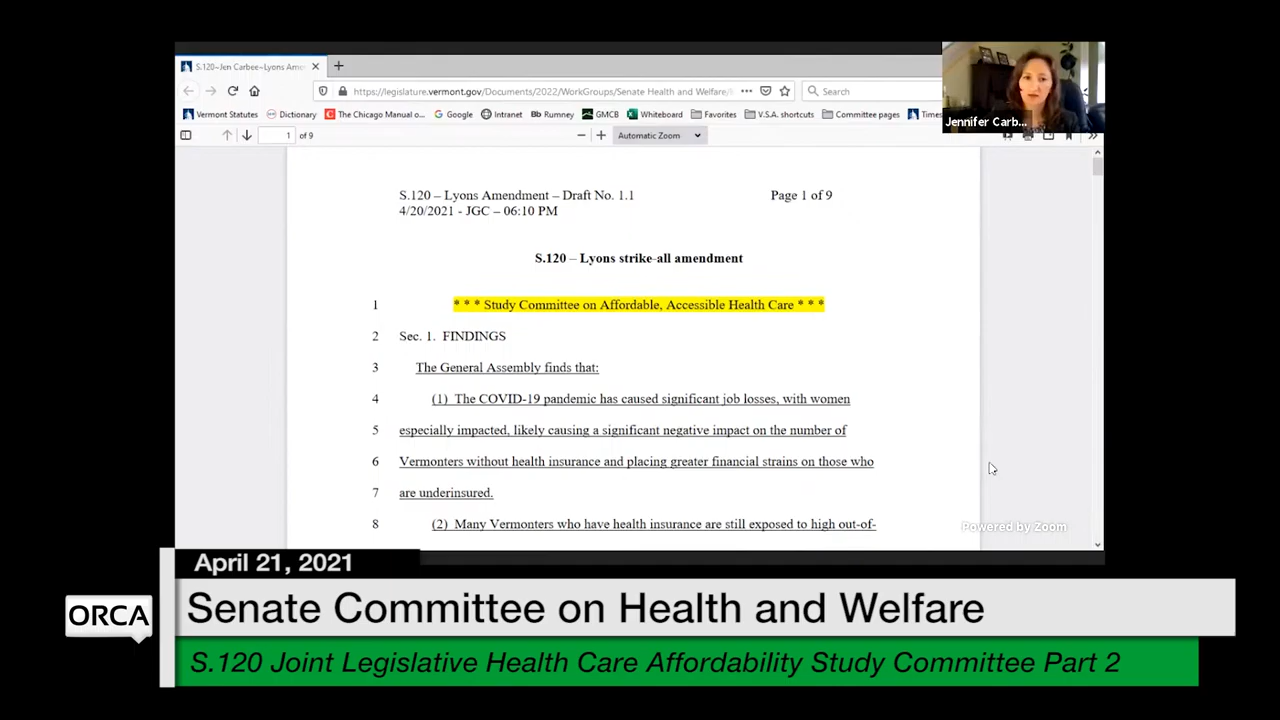 S.120~Jen Carbee~Lyons Ame
https://legislature.vermont.gov/Documents/2022/WorkGroups/Senate Health and Welfare/
Search
Vermont Statutes Dictionary The Chicago Manual o... Google Intranet Bb Rumney GMCB Whiteboard Favorites V.S.A. shortcuts Committee pages Times
Jennifer Carb...
1 of 9 Automatic Zoom
S.120 – Lyons Amendment – Draft No. 1.1 Page 1 of 9
4/20/2021 - JGC – 06:10 PM
S.120 – Lyons strike-all amendment
1 * * * Study Committee on Affordable, Accessible Health Care * * *
2 Sec. 1. FINDINGS
3 The General Assembly finds that:
4 (1) The COVID-19 pandemic has caused significant job losses, with women
5 especially impacted, likely causing a significant negative impact on the number of
6 Vermonters without health insurance and placing greater financial strains on those who
7 are underinsured.
8 (2) Many Vermonters who have health insurance are still exposed to high out-of-
Powered by Zoom
April 21, 2021
ORCA
Senate Committee on Health and Welfare
S.120 Joint Legislative Health Care Affordability Study Committee Part 2